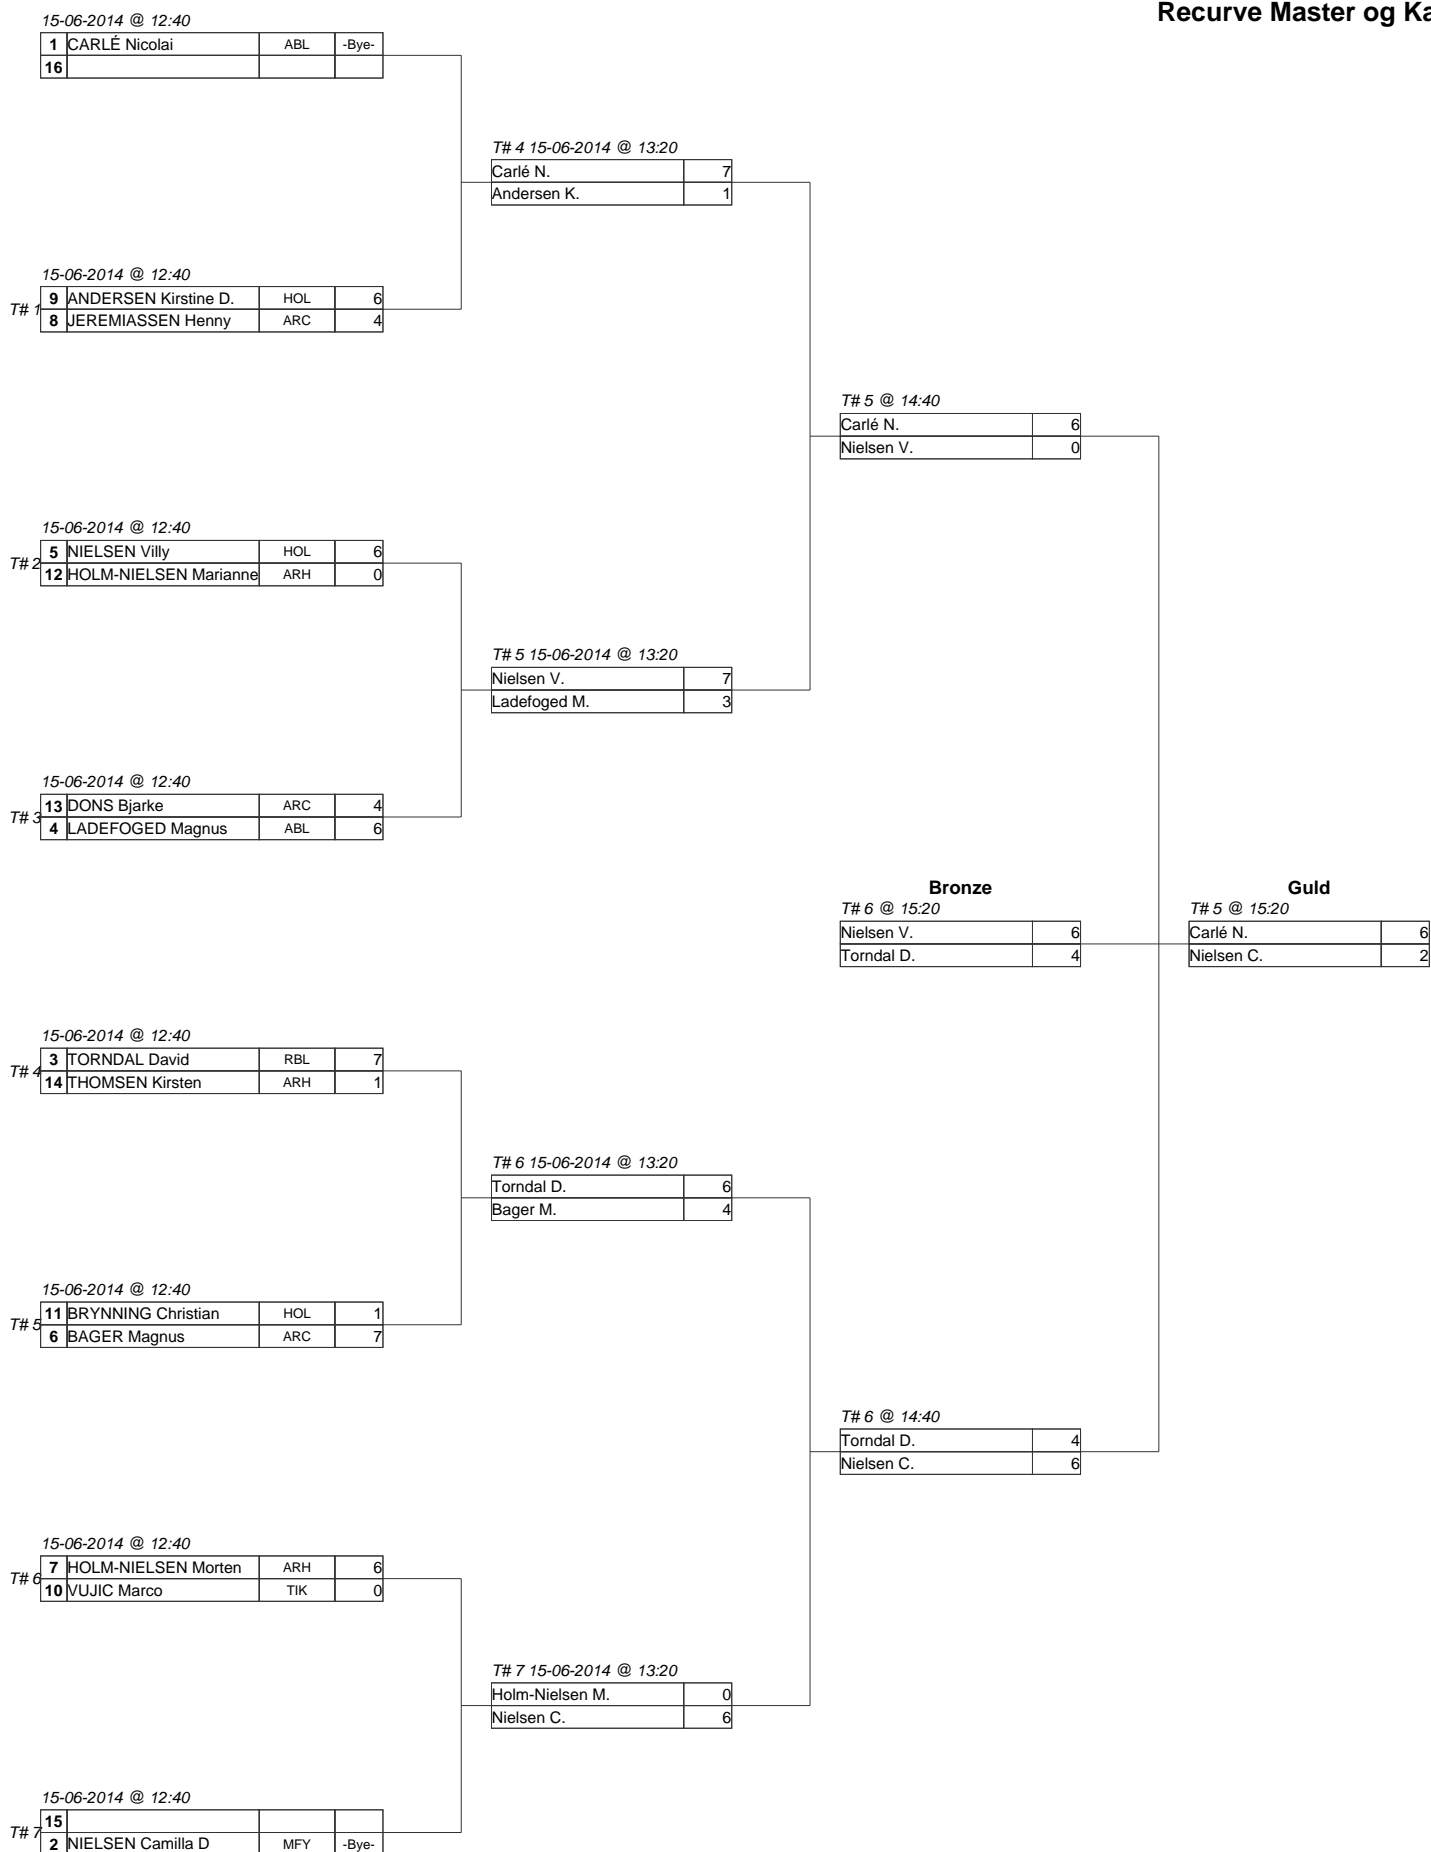 Recurve Master og Ka
15-06-2014 @ 12:40
1 CARLÉ Nicolai ABL -Bye-
16
T# 4 15-06-2014 @ 13:20
Carlé N. 7
Andersen K. 1
15-06-2014 @ 12:40
T# 1
9 ANDERSEN Kirstine D. HOL 6
8 JEREMIASSEN Henny ARC 4
T# 5 @ 14:40
Carlé N. 6
Nielsen V. 0
15-06-2014 @ 12:40
T# 2
5 NIELSEN Villy HOL 6
12 HOLM-NIELSEN Marianne ARH 0
T# 5 15-06-2014 @ 13:20
Nielsen V. 7
Ladefoged M. 3
15-06-2014 @ 12:40
T# 3
13 DONS Bjarke ARC 4
4 LADEFOGED Magnus ABL 6
Bronze
T# 6 @ 15:20
Nielsen V. 6
Torndal D. 4
Guld
T# 5 @ 15:20
Carlé N. 6
Nielsen C. 2
15-06-2014 @ 12:40
T# 4
3 TORNDAL David RBL 7
14 THOMSEN Kirsten ARH 1
T# 6 15-06-2014 @ 13:20
Torndal D. 6
Bager M. 4
15-06-2014 @ 12:40
T# 5
11 BRYNNING Christian HOL 1
6 BAGER Magnus ARC 7
T# 6 @ 14:40
Torndal D. 4
Nielsen C. 6
15-06-2014 @ 12:40
T# 6
7 HOLM-NIELSEN Morten ARH 6
10 VUJIC Marco TIK 0
T# 7 15-06-2014 @ 13:20
Holm-Nielsen M. 0
Nielsen C. 6
15-06-2014 @ 12:40
T# 7
15
2 NIELSEN Camilla D MFY -Bye-